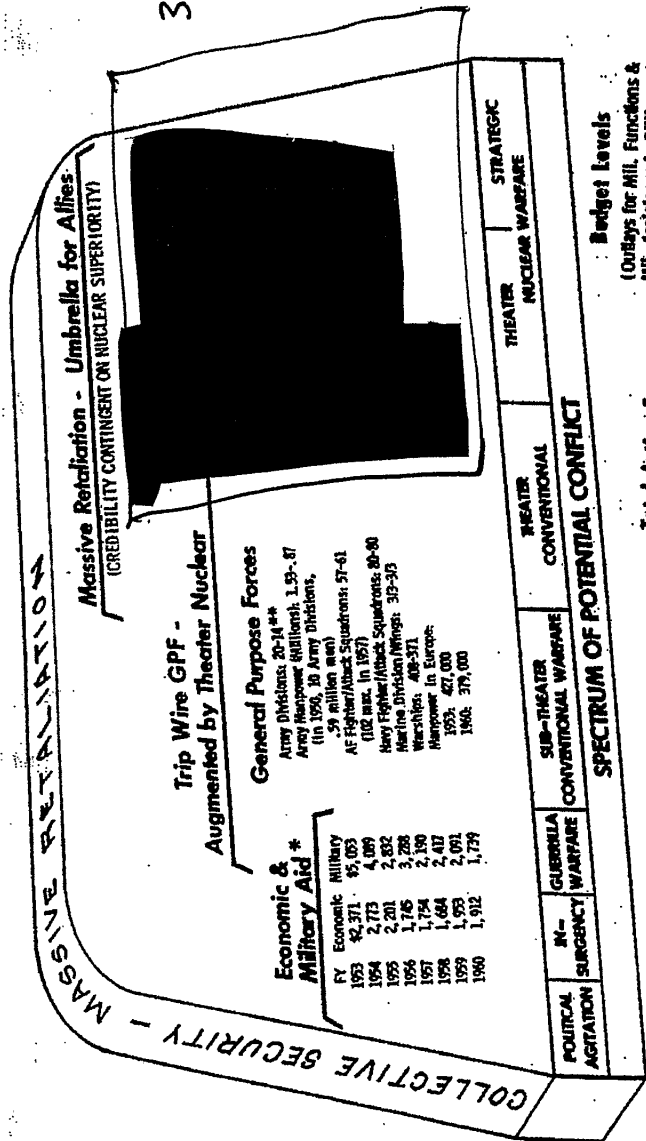 3
COLLECTIVE SECURITY - MASSIVE RETALIATION
Massive Retaliation - Umbrella for Allies
(CREDIBILITY CONTINGENT ON NUCLEAR SUPERIORITY)
Trip Wire GPF -
Augmented by Theater Nuclear
General Purpose Forces
Army Divisions: 20-14**
Army Manpower (Millions): 1.53-.87
(In 1950, 10 Army Divisions,
.59 million men)
AF Fighter/Attack Squadrons: 57-61
(102 max. in 1957)
Navy Fighter/Attack Squadrons: 80-80
Marine Division/Wings: 3/3-3/3
Warships: 408-371
Manpower in Europe:
1953: 427,000
1960: 379,000
Economic &
Military Aid *
FY Economic Military
1953 $2,371 $5,053
1954 2,773 4,089
1955 2,201 2,832
1956 1,745 3,288
1957 1,754 2,190
1958 1,684 2,417
1959 1,953 2,091
1960 1,912 1,739
POLITICAL AGITATION
IN-SURGENCY
GUERRILLA WARFARE
SUB-THEATER CONVENTIONAL WARFARE
THEATER CONVENTIONAL
THEATER STRATEGIC
NUCLEAR WARFARE
SPECTRUM OF POTENTIAL CONFLICT
Budget Levels
(Outlays for Mil. Functions &